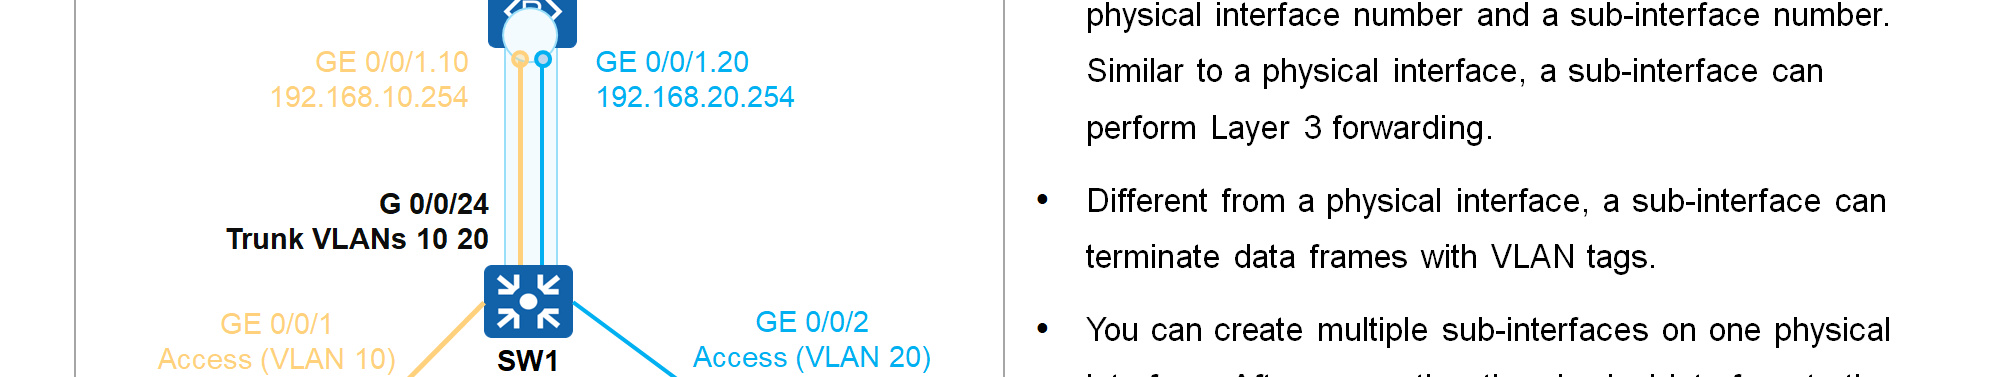 GE 0/0/1.10
192.168.10.254
GE 0/0/1.20
192.168.20.254
G 0/0/24
Trunk VLANs 10 20
GE 0/0/1
Access (VLAN 10)
SW1
GE 0/0/2
Access (VLAN 20)
physical interface number and a sub-interface number.
Similar to a physical interface, a sub-interface can
perform Layer 3 forwarding.
• Different from a physical interface, a sub-interface can
terminate data frames with VLAN tags.
• You can create multiple sub-interfaces on one physical